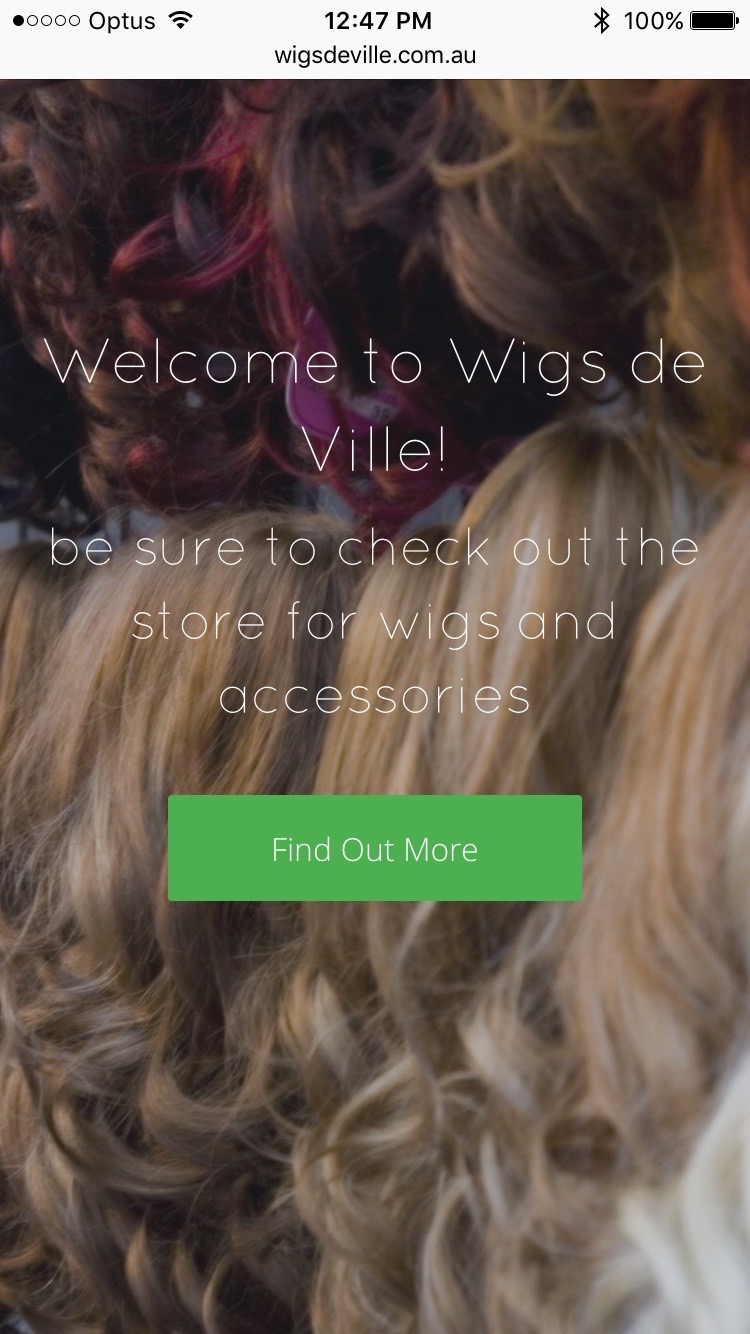 Optus 12:47 PM 100%
wigsdeville.com.au
Welcome to Wigs de
Ville!
be sure to check out the
store for wigs and
accessories
Find Out More